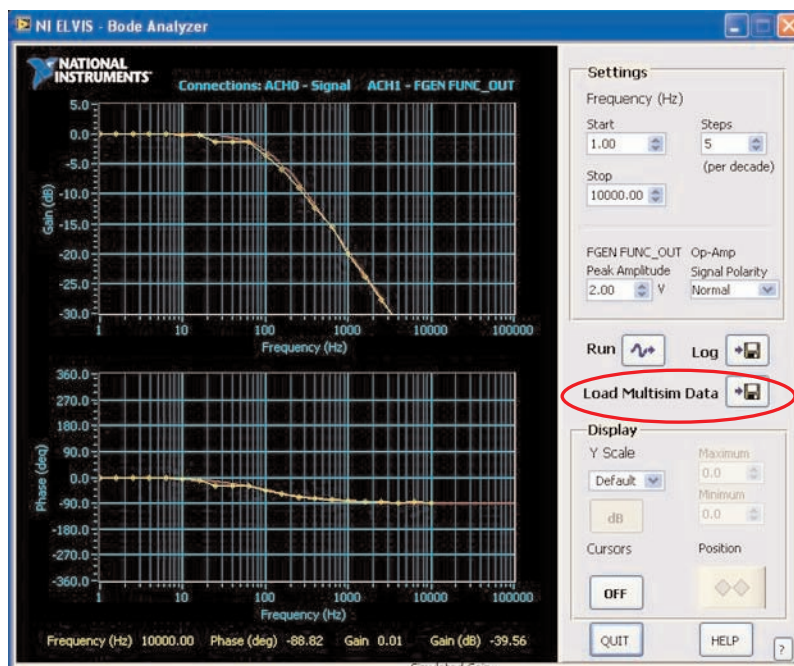 NI ELVIS - Bode Analyzer
NATIONAL
INSTRUMENTS
Connections: ACH0 - Signal ACH1 - FGEN FUNC_OUT
Gain (dB)
5.0
0.0
-5.0
-10.0
-15.0
-20.0
-25.0
-30.0
1 10 100 1000 10000 100000
Frequency (Hz)
Phase (deg)
360.0
270.0
180.0
90.0
0.0
-90.0
-180.0
-270.0
-360.0
1 10 100 1000 10000 100000
Frequency (Hz)
Frequency (Hz) 10000.00 Phase (deg) -88.82 Gain 0.01 Gain (dB) -39.56
Settings
Frequency (Hz)
Start Steps
1.00 5
(per decade)
Stop
10000.00
FGEN FUNC_OUT Op-Amp
Peak Amplitude Signal Polarity
2.00 V Normal
Run Log
Load Multisim Data
Display
Y Scale Maximum
Default 0.0
Minimum
dB 0.0
Cursors Position
OFF
QUIT HELP ?